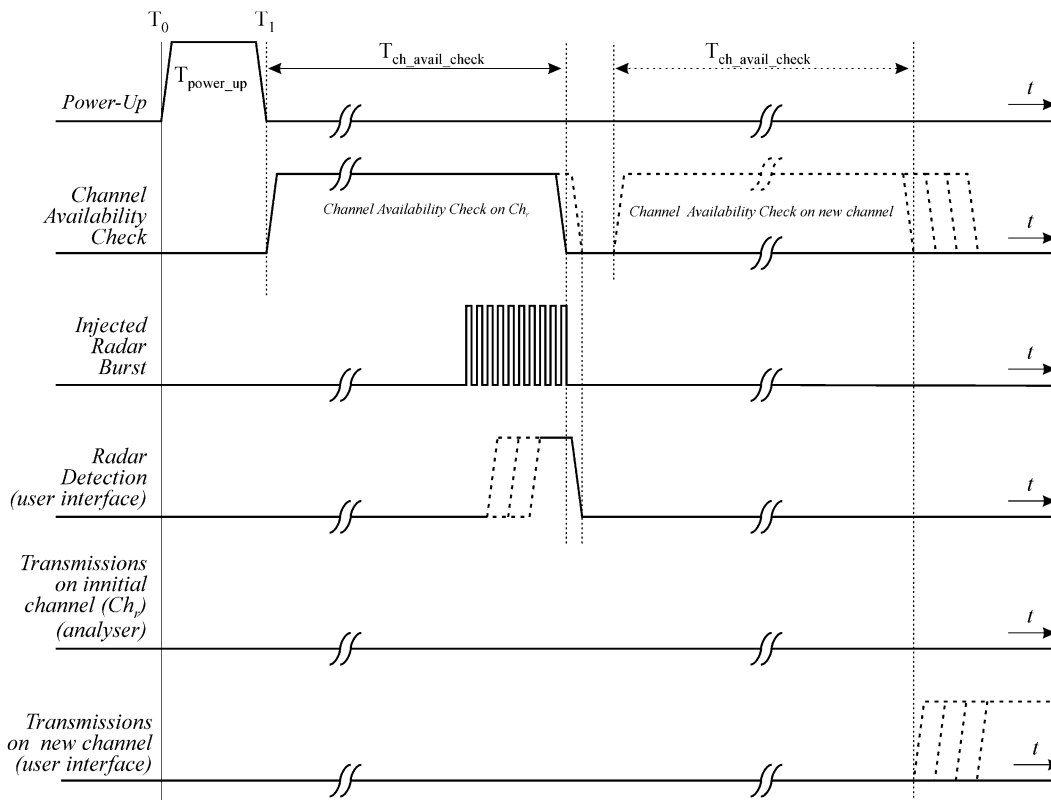 T0 T1
Tpower_up
Tch_avail_check
Tch_avail_check
Power-Up
t
Channel
Availability
Check
Channel Availability Check on Chr
Channel Availability Check on new channel
t
Injected
Radar
Burst
t
Radar
Detection
(user interface)
t
Transmissions
on innitial
channel (Chr)
(analyser)
t
Transmissions
on new channel
(user interface)
t